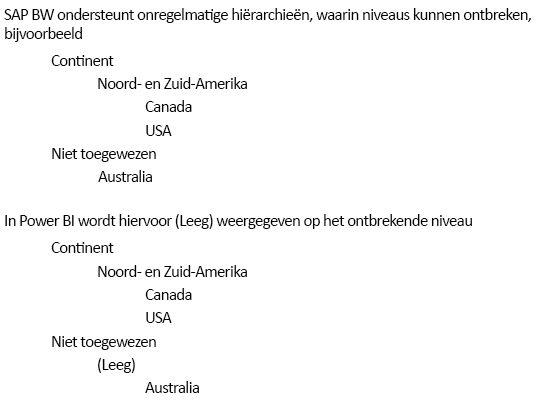 SAP BW ondersteunt onregelmatige hiërarchieën, waarin niveaus kunnen ontbreken,
bijvoorbeeld
Continent
Noord- en Zuid-Amerika
Canada
USA
Niet toegewezen
Australia
In Power BI wordt hiervoor (Leeg) weergegeven op het ontbrekende niveau
Continent
Noord- en Zuid-Amerika
Canada
USA
Niet toegewezen
(Leeg)
Australia